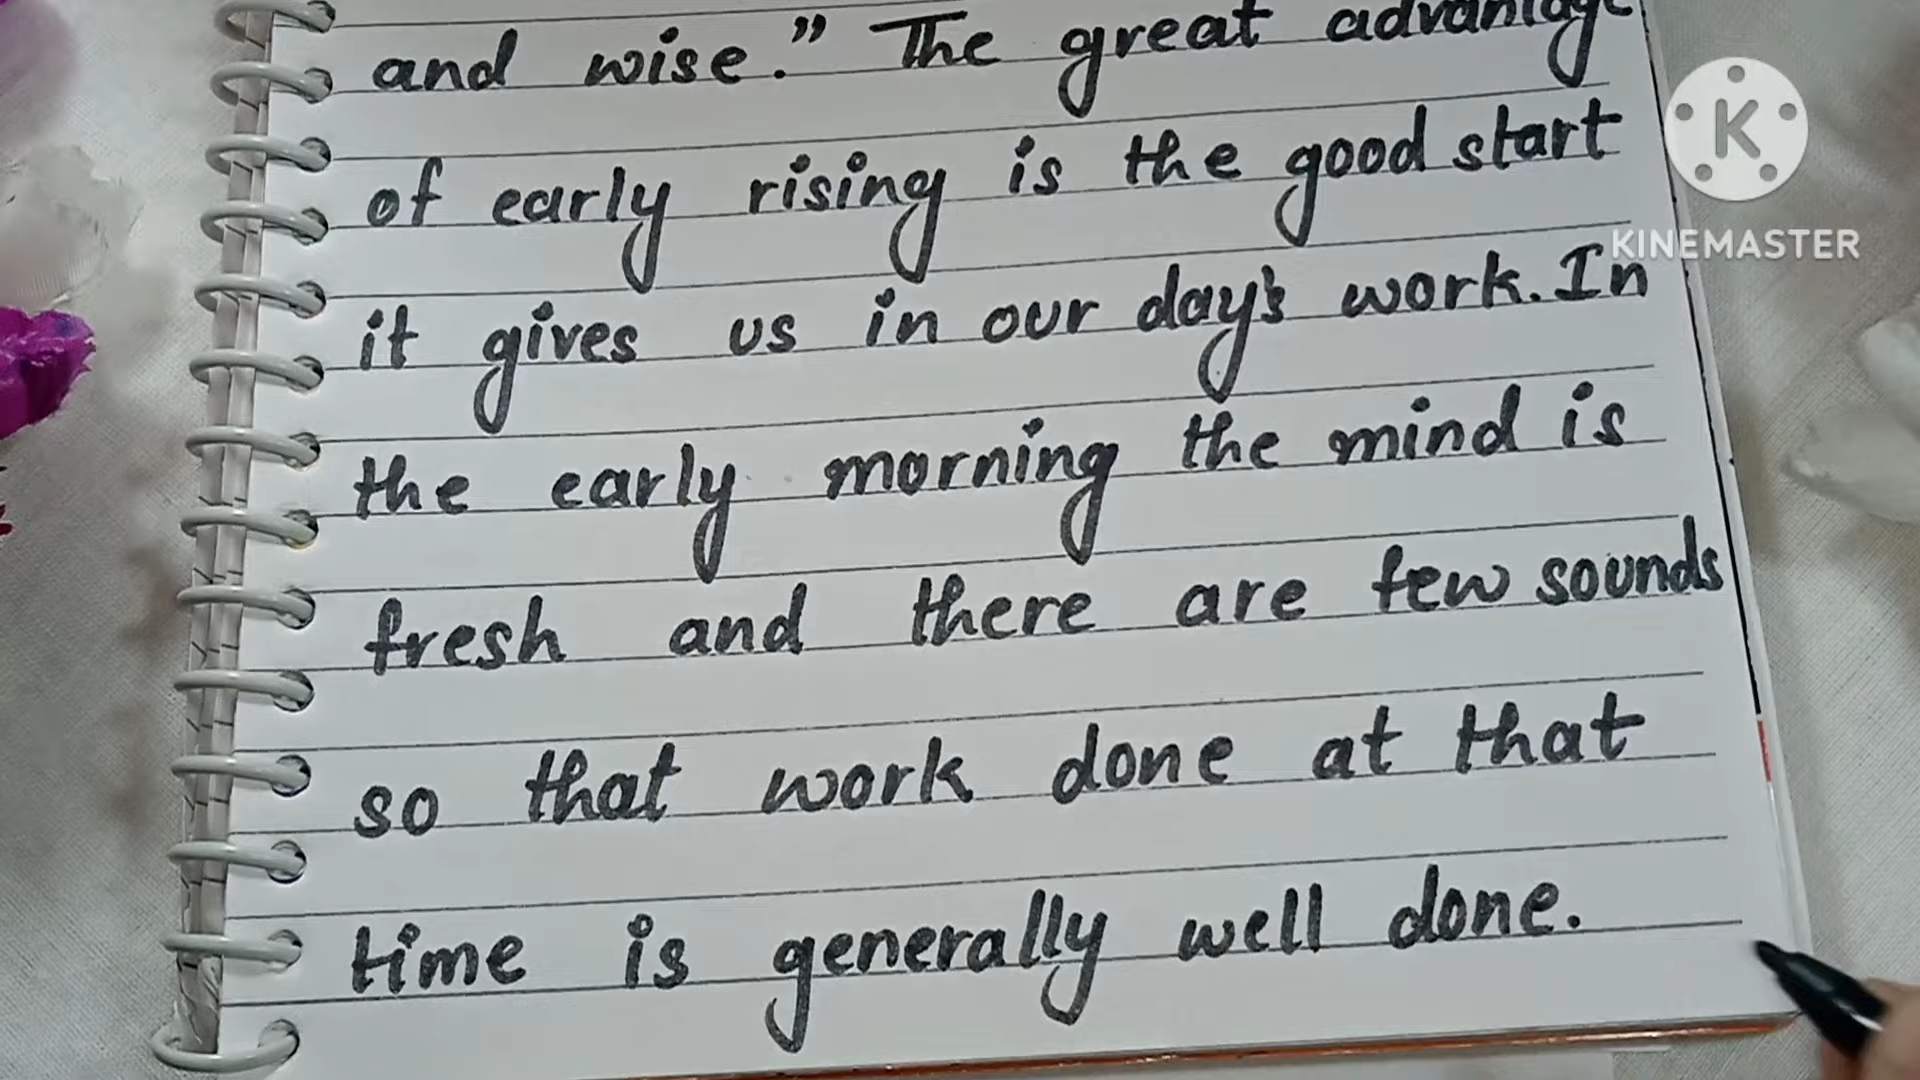 and wise." The great advantage
of early rising is the good start
it gives us in our day's work. In
the early morning the mind is
fresh and there are few sounds
so that work done at that
time is generally well done.
K
KINEMASTER